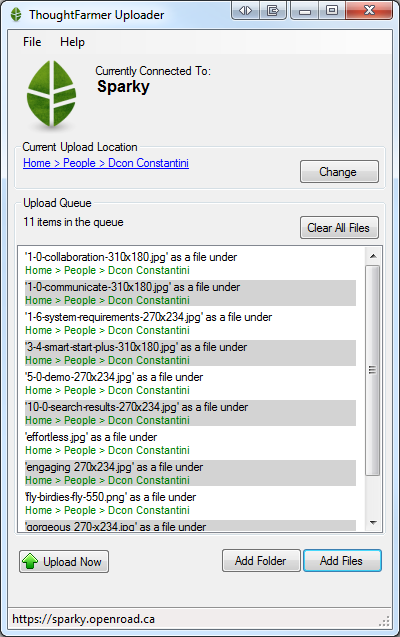 ThoughtFarmer Uploader
File Help
Currently Connected To:
Sparky
Current Upload Location
Home > People > Dcon Constantini
Change
Upload Queue
11 items in the queue
Clear All Files
'1-0-collaboration-310x180.jpg' as a file under
Home > People > Dcon Constantini
'1-0-communicate-310x180.jpg' as a file under
Home > People > Dcon Constantini
'1-6-system-requirements-270x234.jpg' as a file under
Home > People > Dcon Constantini
'3-4-smart-start-plus-310x180.jpg' as a file under
Home > People > Dcon Constantini
'5-0-demo-270x234.jpg' as a file under
Home > People > Dcon Constantini
'10-0-search-results-270x234.jpg' as a file under
Home > People > Dcon Constantini
'effortless.jpg' as a file under
Home > People > Dcon Constantini
'engaging 270x234.jpg' as a file under
Home > People > Dcon Constantini
'fly-birdies-fly-550.png' as a file under
Home > People > Dcon Constantini
'gorgeous 270-x234.jpg' as a file under
Upload Now
Add Folder
Add Files
https://sparky.openroad.ca